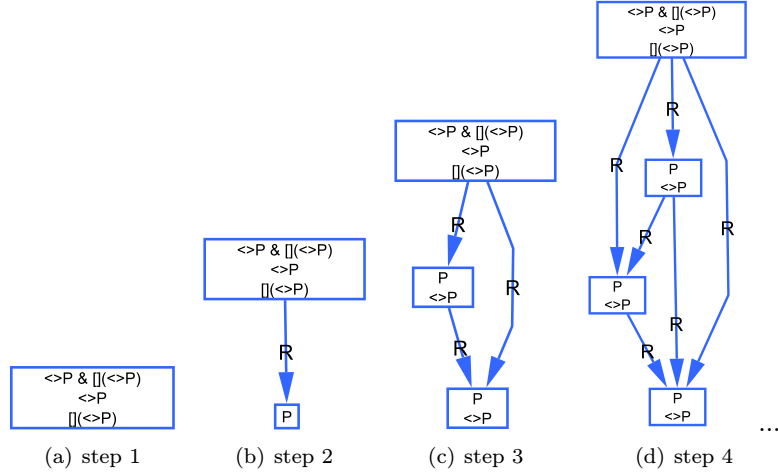 <>P & [](<>P)
<>P
[](<>P)
(a) step 1
<>P & [](<>P)
<>P
[](<>P)
R
P
(b) step 2
<>P & [](<>P)
<>P
[](<>P)
R
P
<>P
R
R
P
<>P
(c) step 3
<>P & [](<>P)
<>P
[](<>P)
R
R
P
<>P
R
R
P
<>P
R
R
P
<>P
(d) step 4
...